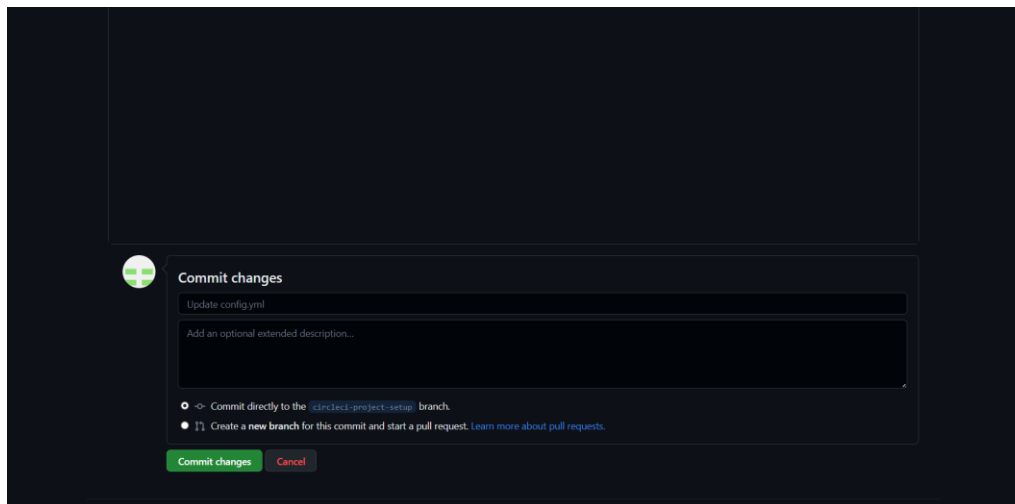 Commit changes
Update config.yml
Add an optional extended description...
Commit directly to the circleci-project-setup branch.
Create a new branch for this commit and start a pull request. Learn more about pull requests.
Commit changes Cancel